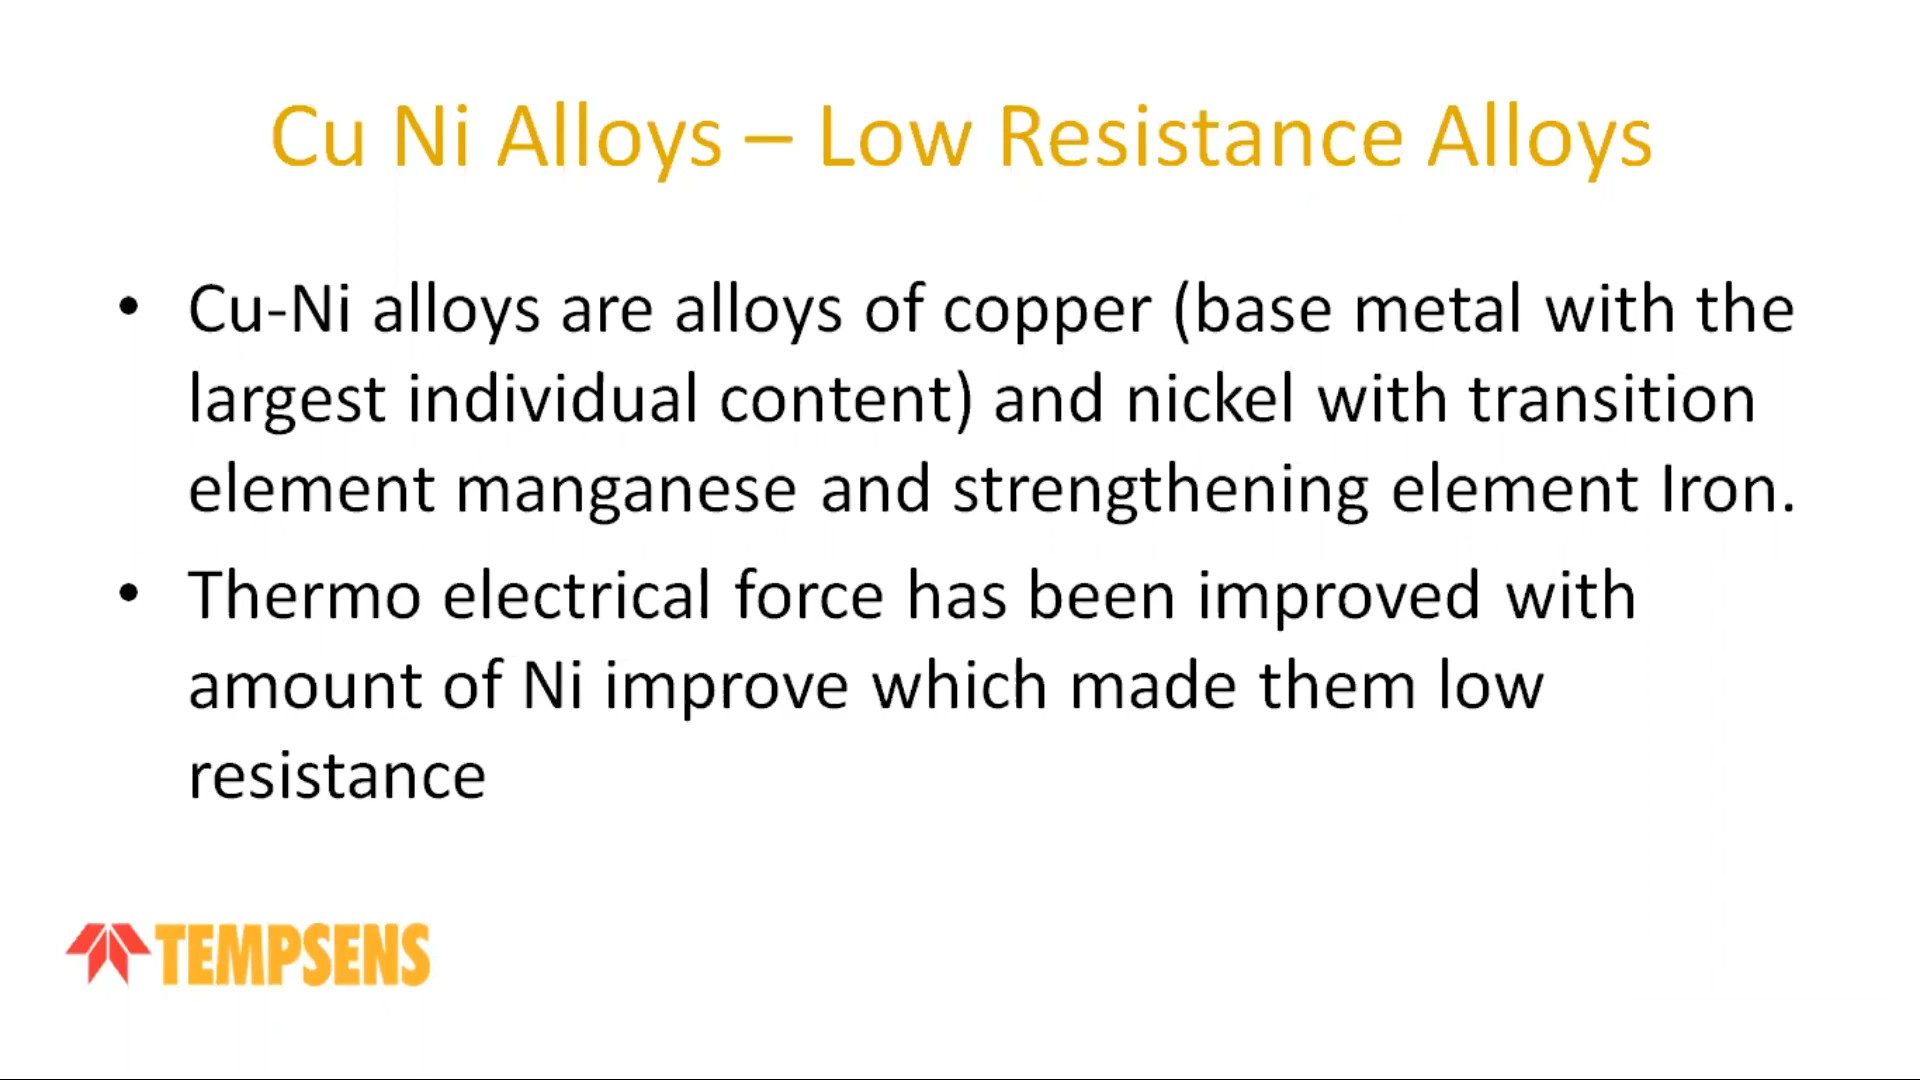 Cu Ni Alloys – Low Resistance Alloys
• Cu-Ni alloys are alloys of copper (base metal with the
largest individual content) and nickel with transition
element manganese and strengthening element Iron.
• Thermo electrical force has been improved with
amount of Ni improve which made them low
resistance
TEMPSENS